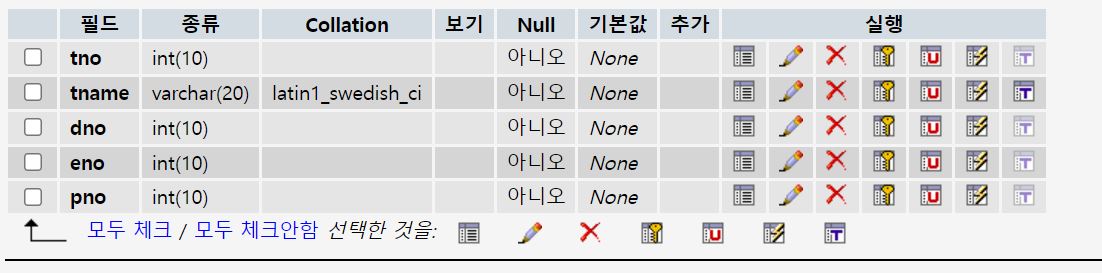 필드 종류 Collation 보기 Null 기본값 추가 실행
tno int(10) 아니오 None
tname varchar(20) latin1_swedish_ci 아니오 None
dno int(10) 아니오 None
eno int(10) 아니오 None
pno int(10) 아니오 None
모두 체크 / 모두 체크안함 선택한 것을: